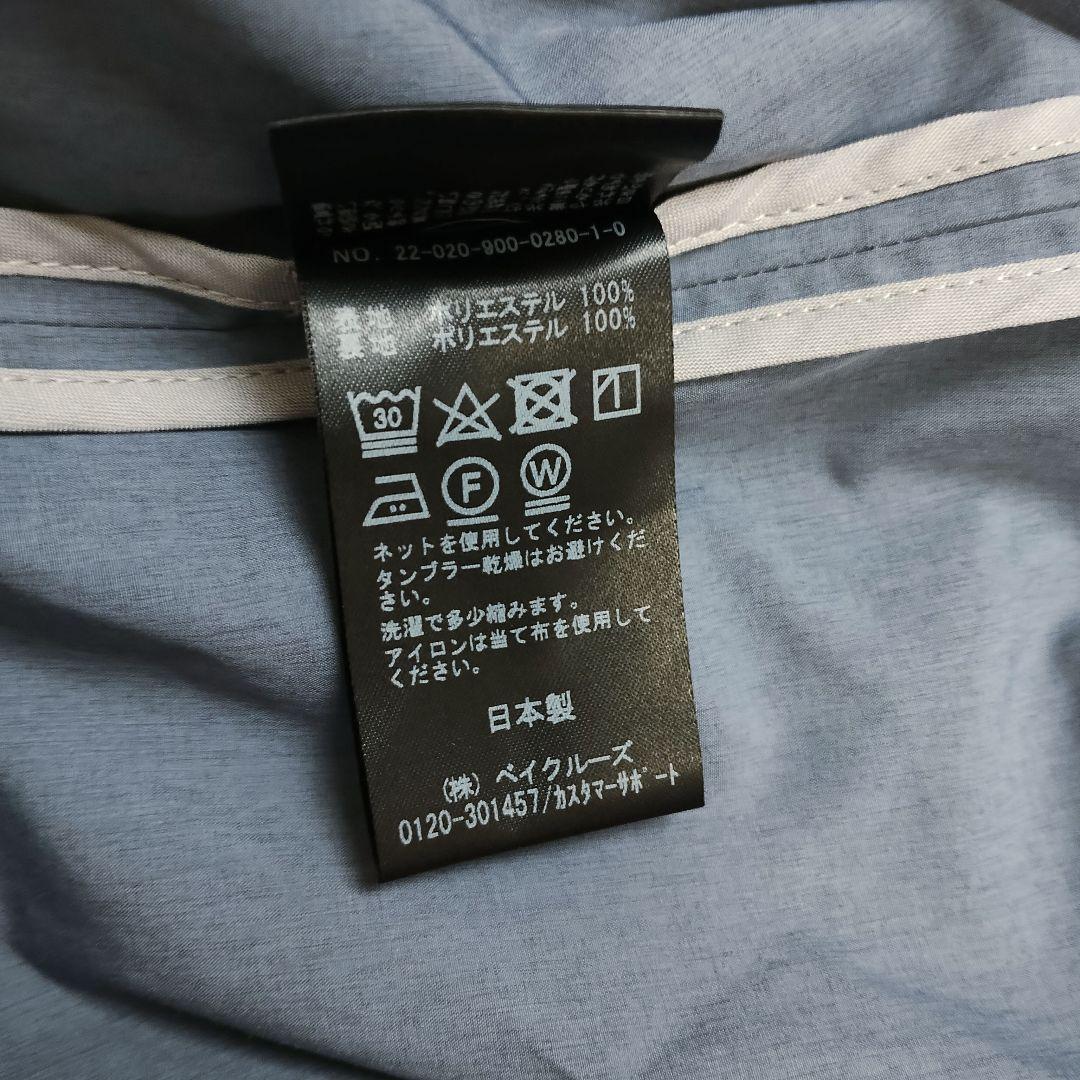 NO. 22-020-900-0280-1-0
表地 ポリエステル 100%
裏地 ポリエステル 100%
30
F W
ネットを使用してください。
タンブラー乾燥はお避けくだ
さい。
洗濯で多少縮みます。
アイロンは当て布を使用して
ください。
日本製
(株) ベイクルーズ
0120-301457/カスタマーサポート